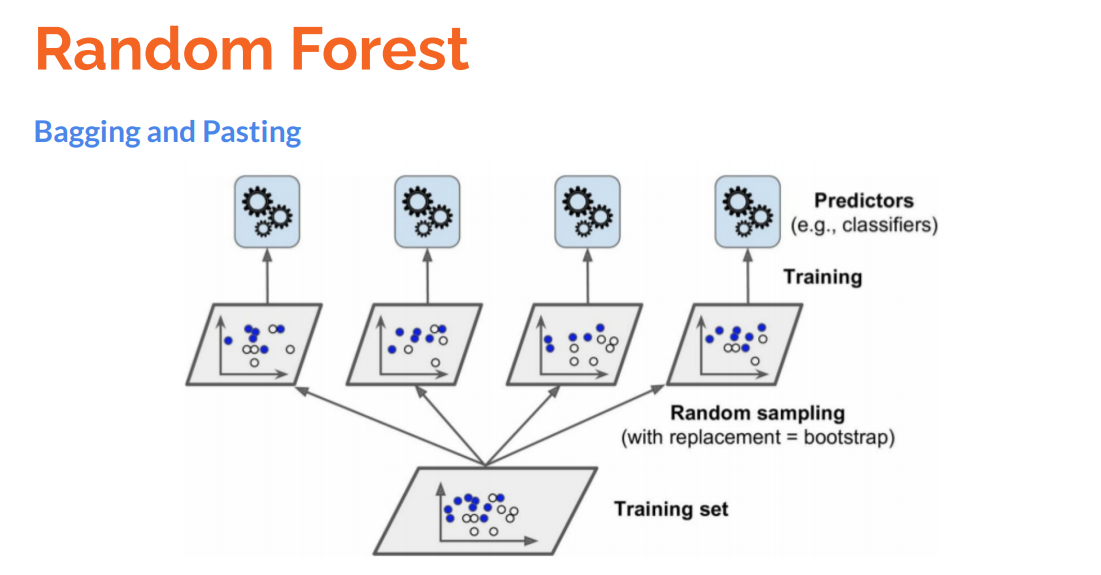 Random Forest
Bagging and Pasting
Predictors
(e.g., classifiers)
Training
Random sampling
(with replacement = bootstrap)
Training set